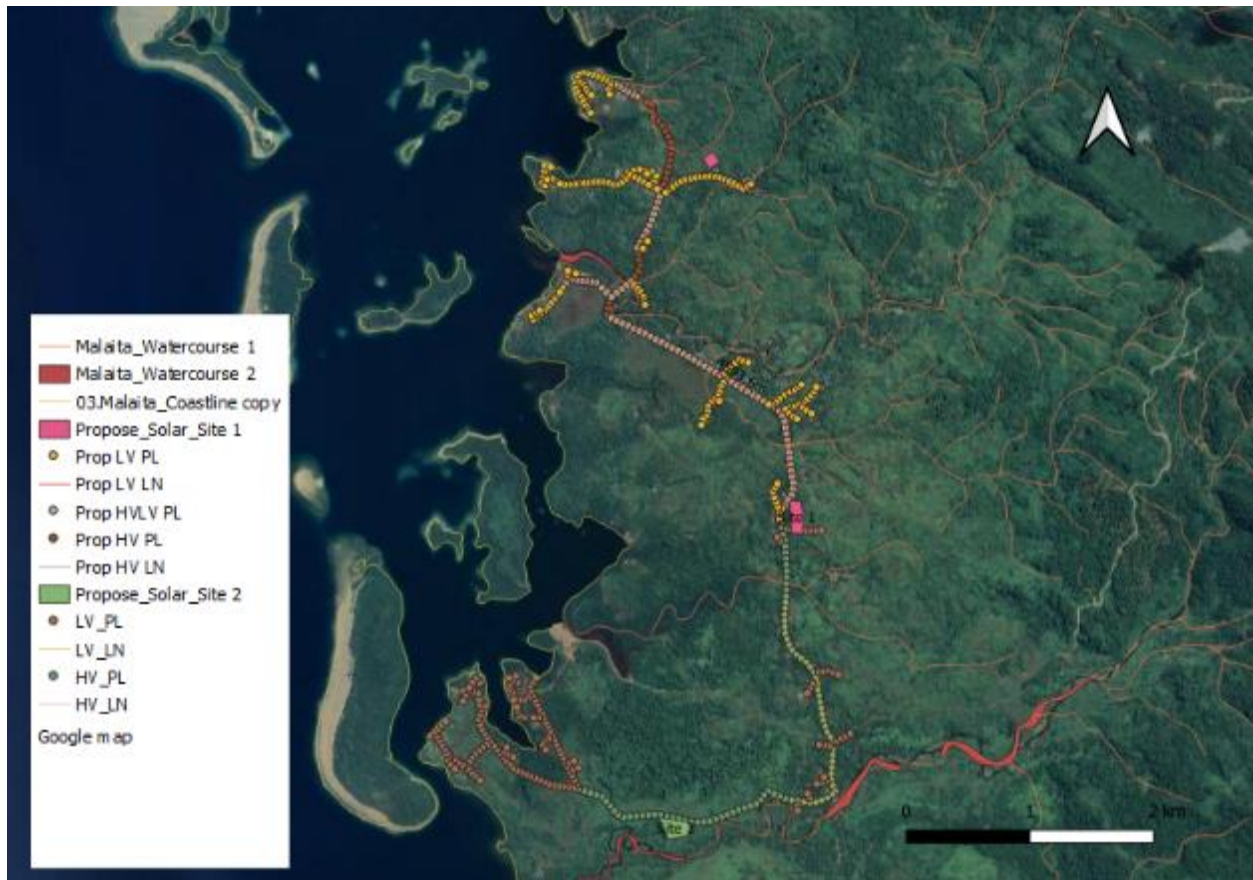 Malaita_Watercourse 1
Malaita_Watercourse 2
03.Malaita_Coastline copy
Propose_Solar_Site 1
Prop LV PL
Prop LV LN
Prop HVLV PL
Prop HV PL
Prop HV LN
Propose_Solar_Site 2
LV_PL
LV_LN
HV_PL
HV_LN
Google map
ite
0 1 2 km